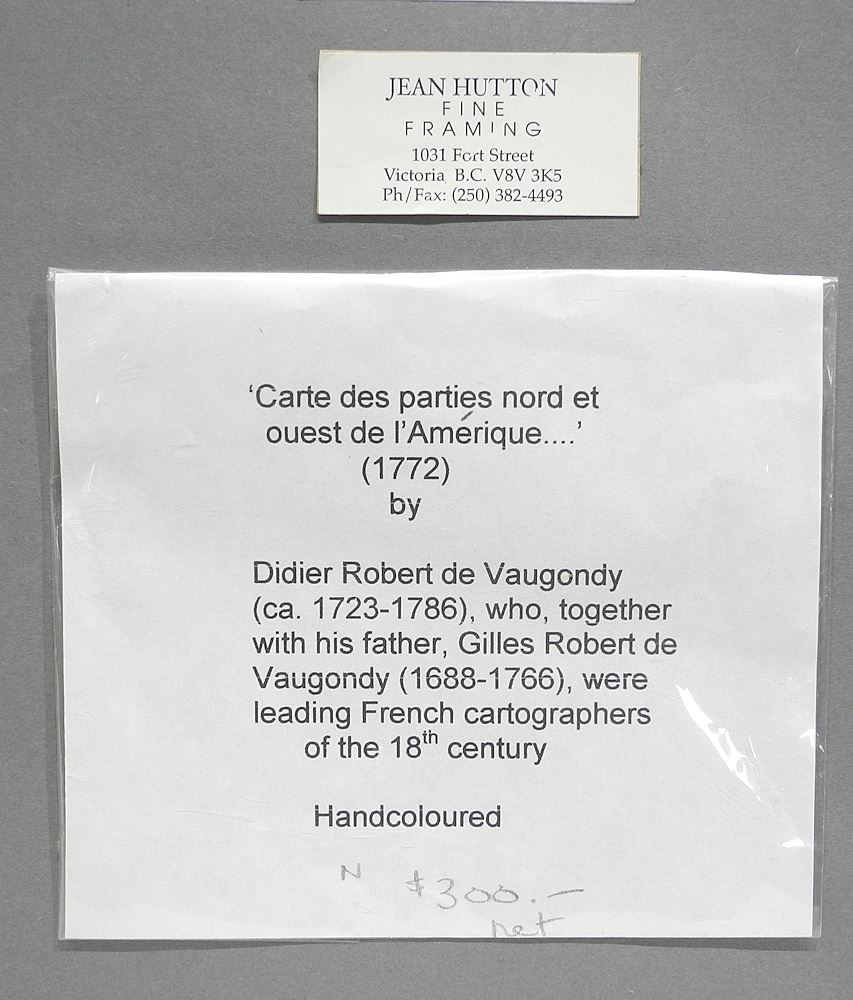 JEAN HUTTON
FINE
FRAMING
1031 Fort Street
Victoria B.C. V8V 3K5
Ph/Fax: (250) 382-4493
‘Carte des parties nord et
ouest de l’Amérique....’
(1772)
by
Didier Robert de Vaugondy
(ca. 1723-1786), who, together
with his father, Gilles Robert de
Vaugondy (1688-1766), were
leading French cartographers
of the 18th century
Handcoloured
N $300.—
net